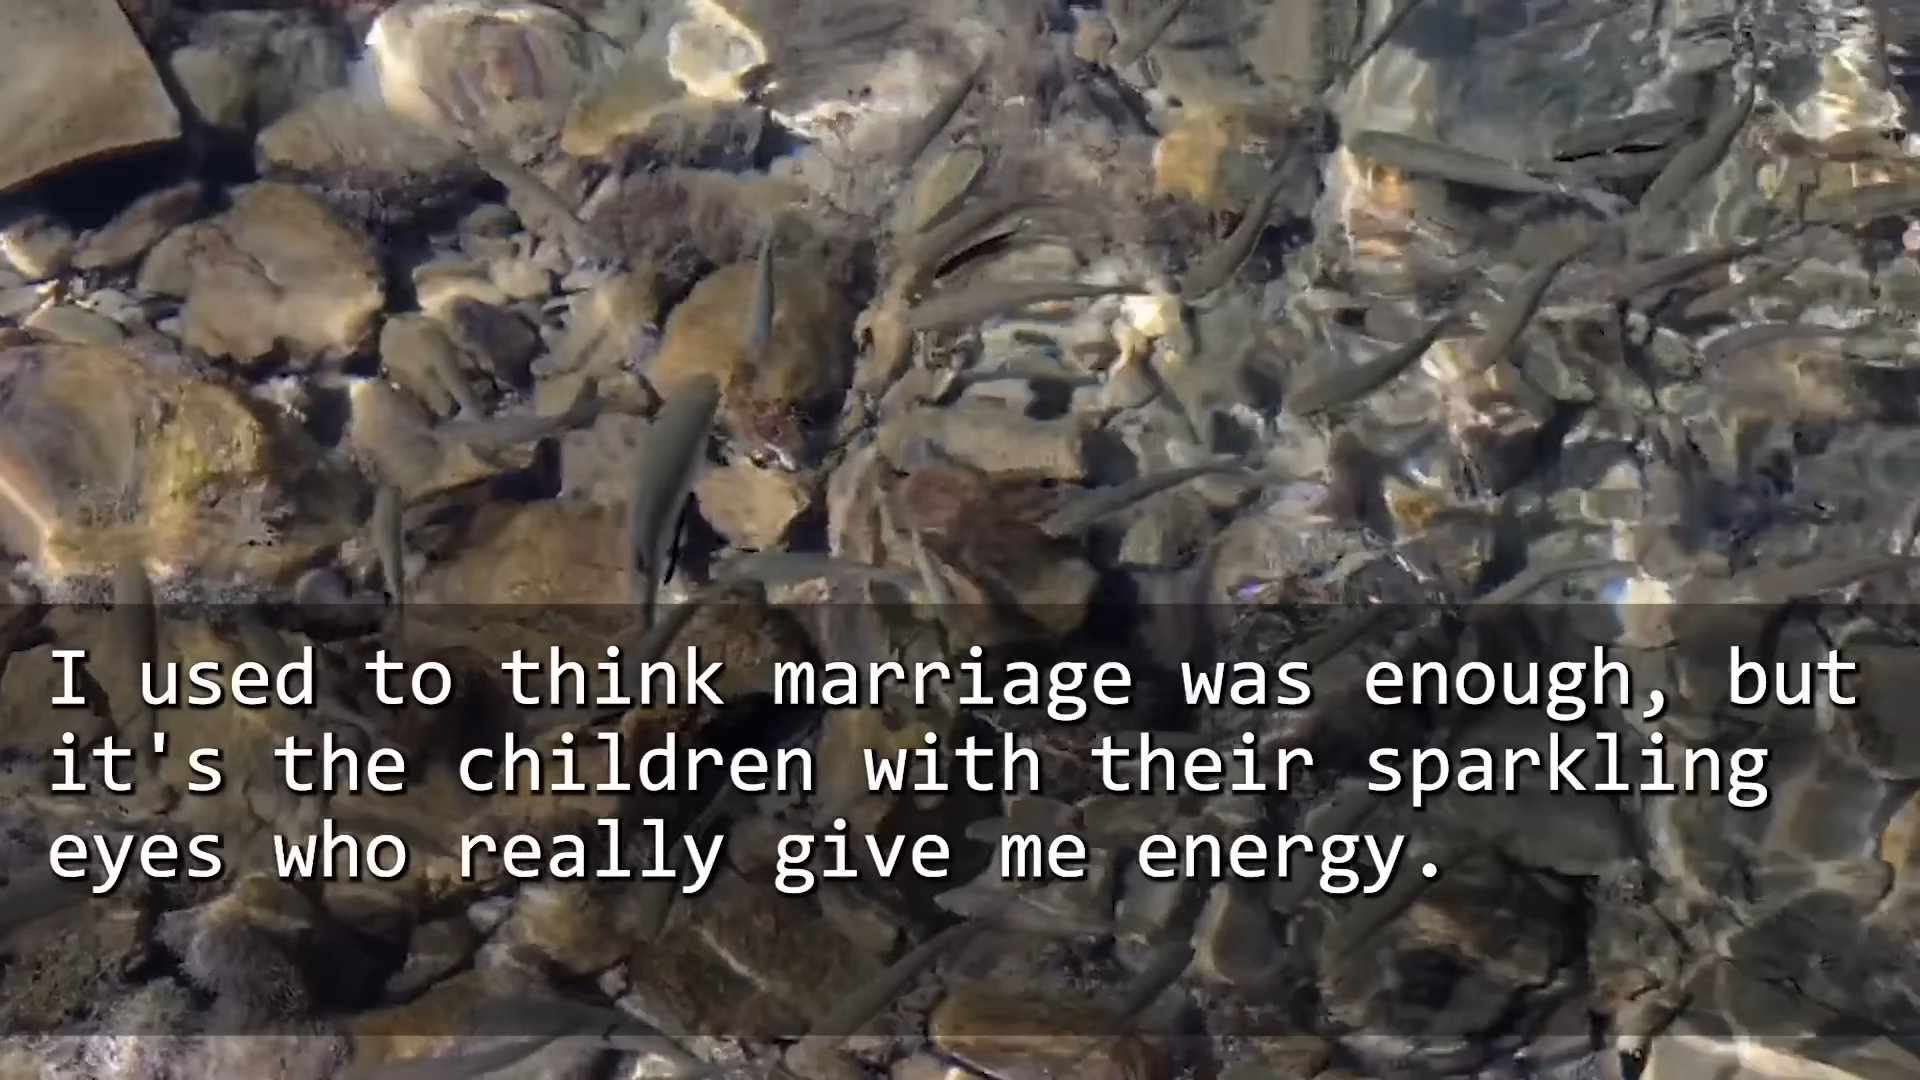 I used to think marriage was enough, but
it's the children with their sparkling
eyes who really give me energy.